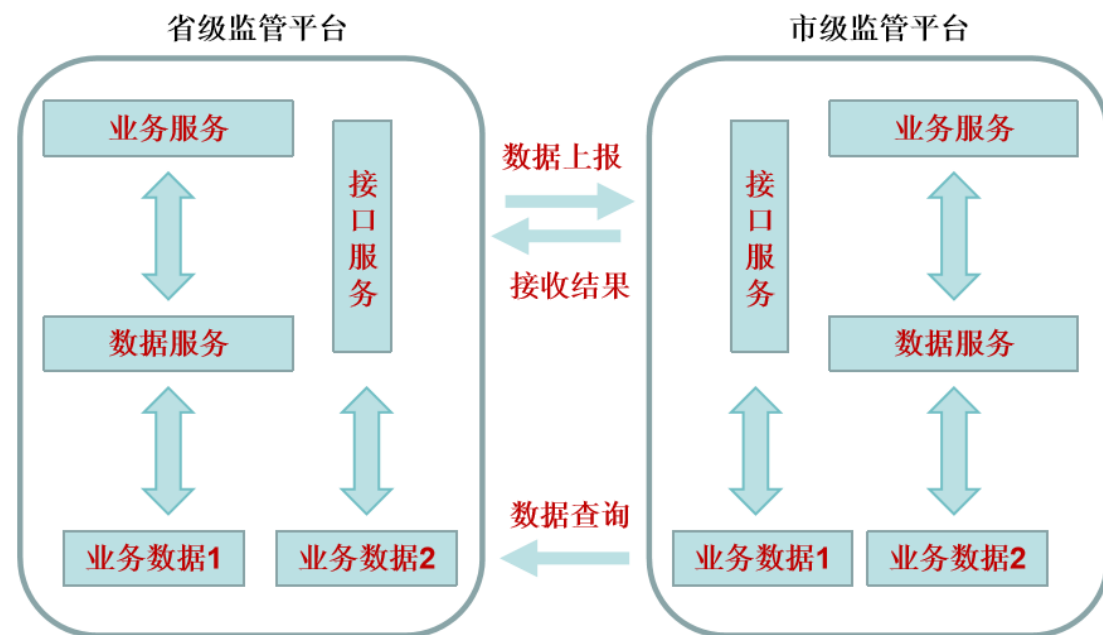 省级监管平台
业务服务
接口服务
数据服务
业务数据1
业务数据2
数据上报
接收结果
数据查询
市级监管平台
接口服务
业务服务
数据服务
业务数据1
业务数据2